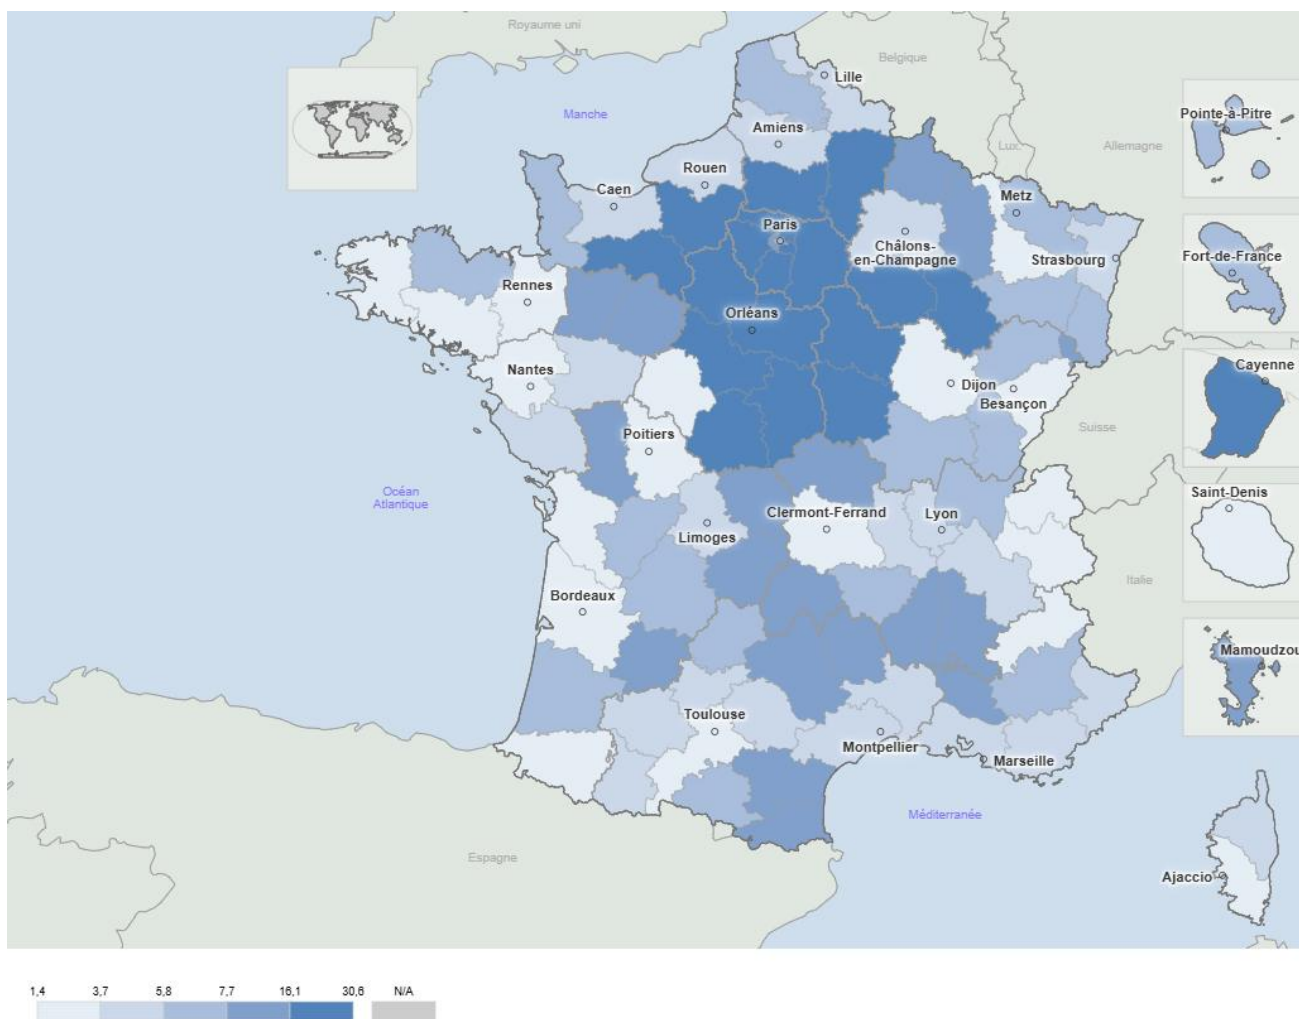 Royaume uni
Belgique
Lille
Manche
Pointe-à-Pitre
Amiens
Lux.
Allemagne
Rouen
Caen
Metz
Paris
Châlons-
en-Champagne
Strasbourg
Fort-de-France
Rennes
Orléans
Nantes
Dijon
Besançon
Cayenne
Poitiers
Suisse
Océan
Atlantique
Saint-Denis
Clermont-Ferrand
Lyon
Limoges
Italie
Bordeaux
Mamoudzou
Toulouse
Montpellier
Marseille
Méditerranée
Espagne
Ajaccio
1,4 3,7 5,8 7,7 16,1 30,6 N/A